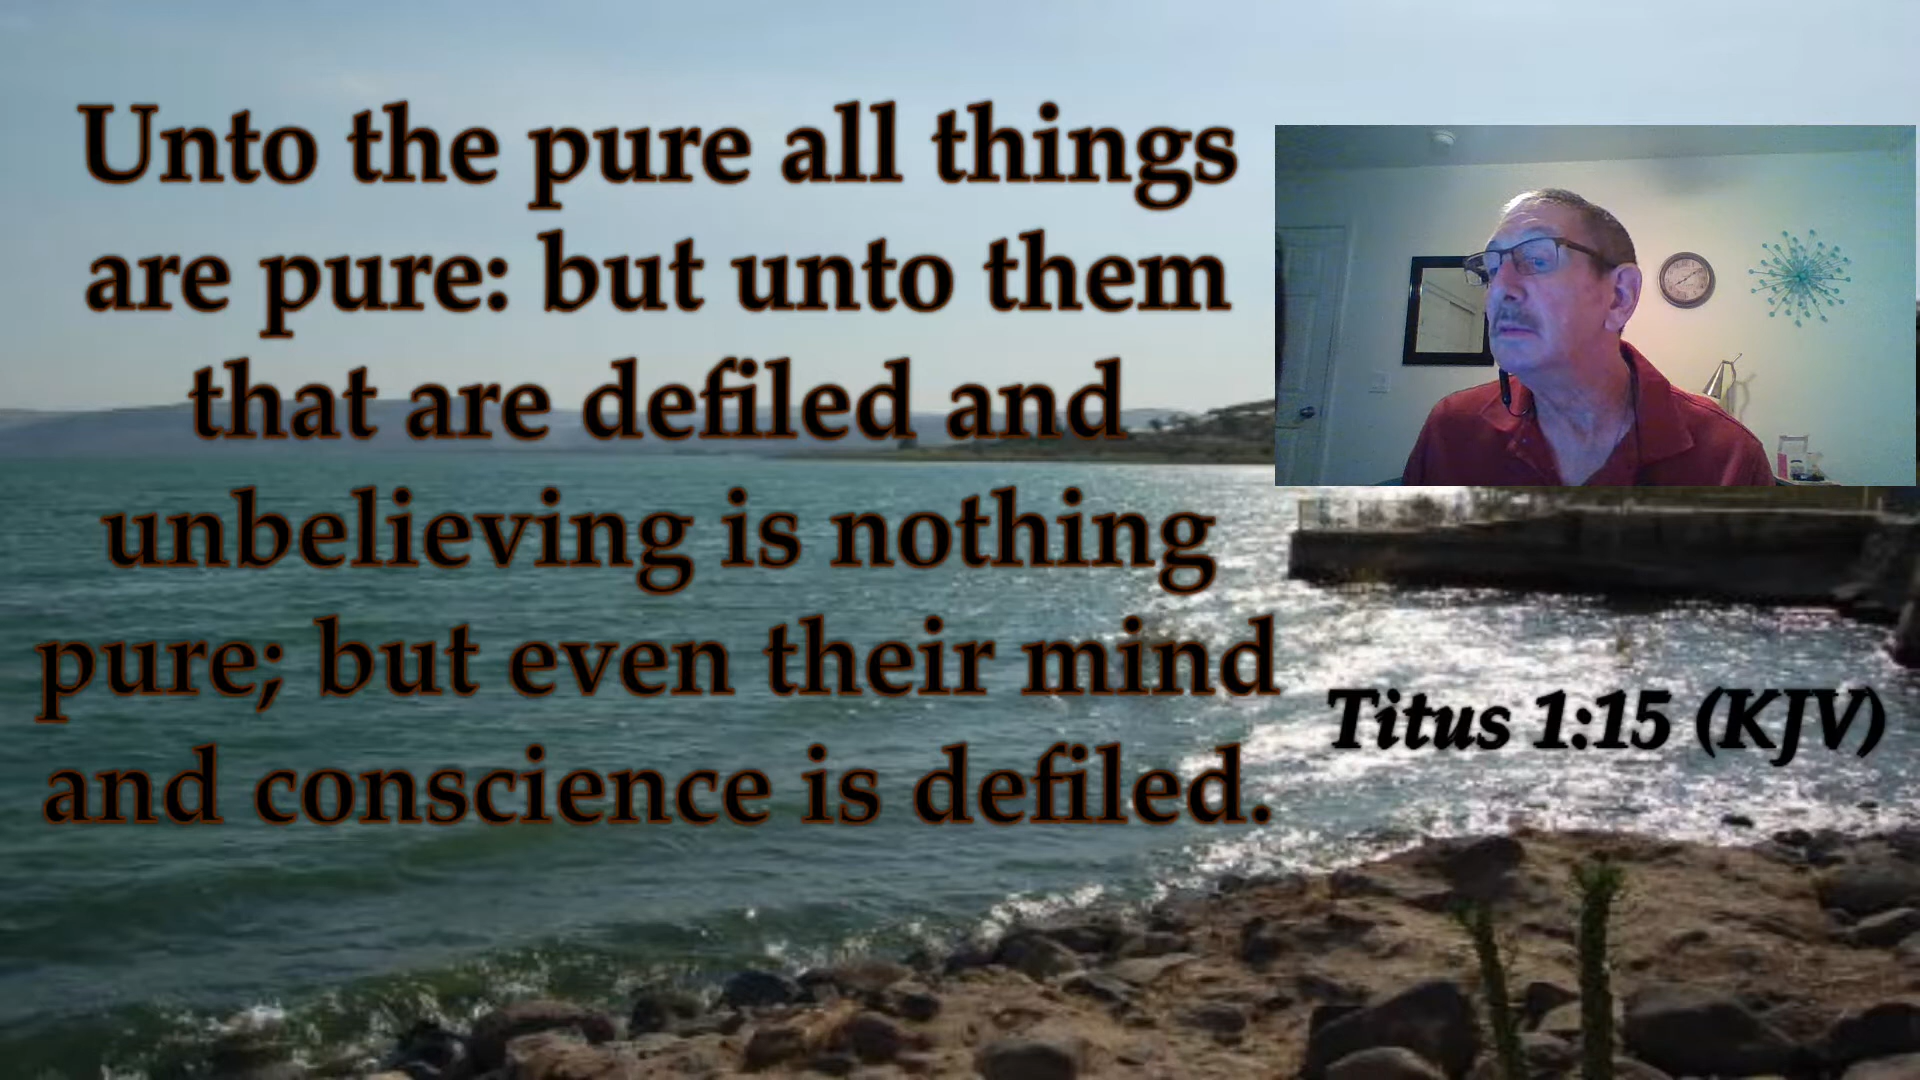 Unto the pure all things
are pure: but unto them
that are defiled and
unbelieving is nothing
pure; but even their mind
and conscience is defiled.
Titus 1:15 (KJV)